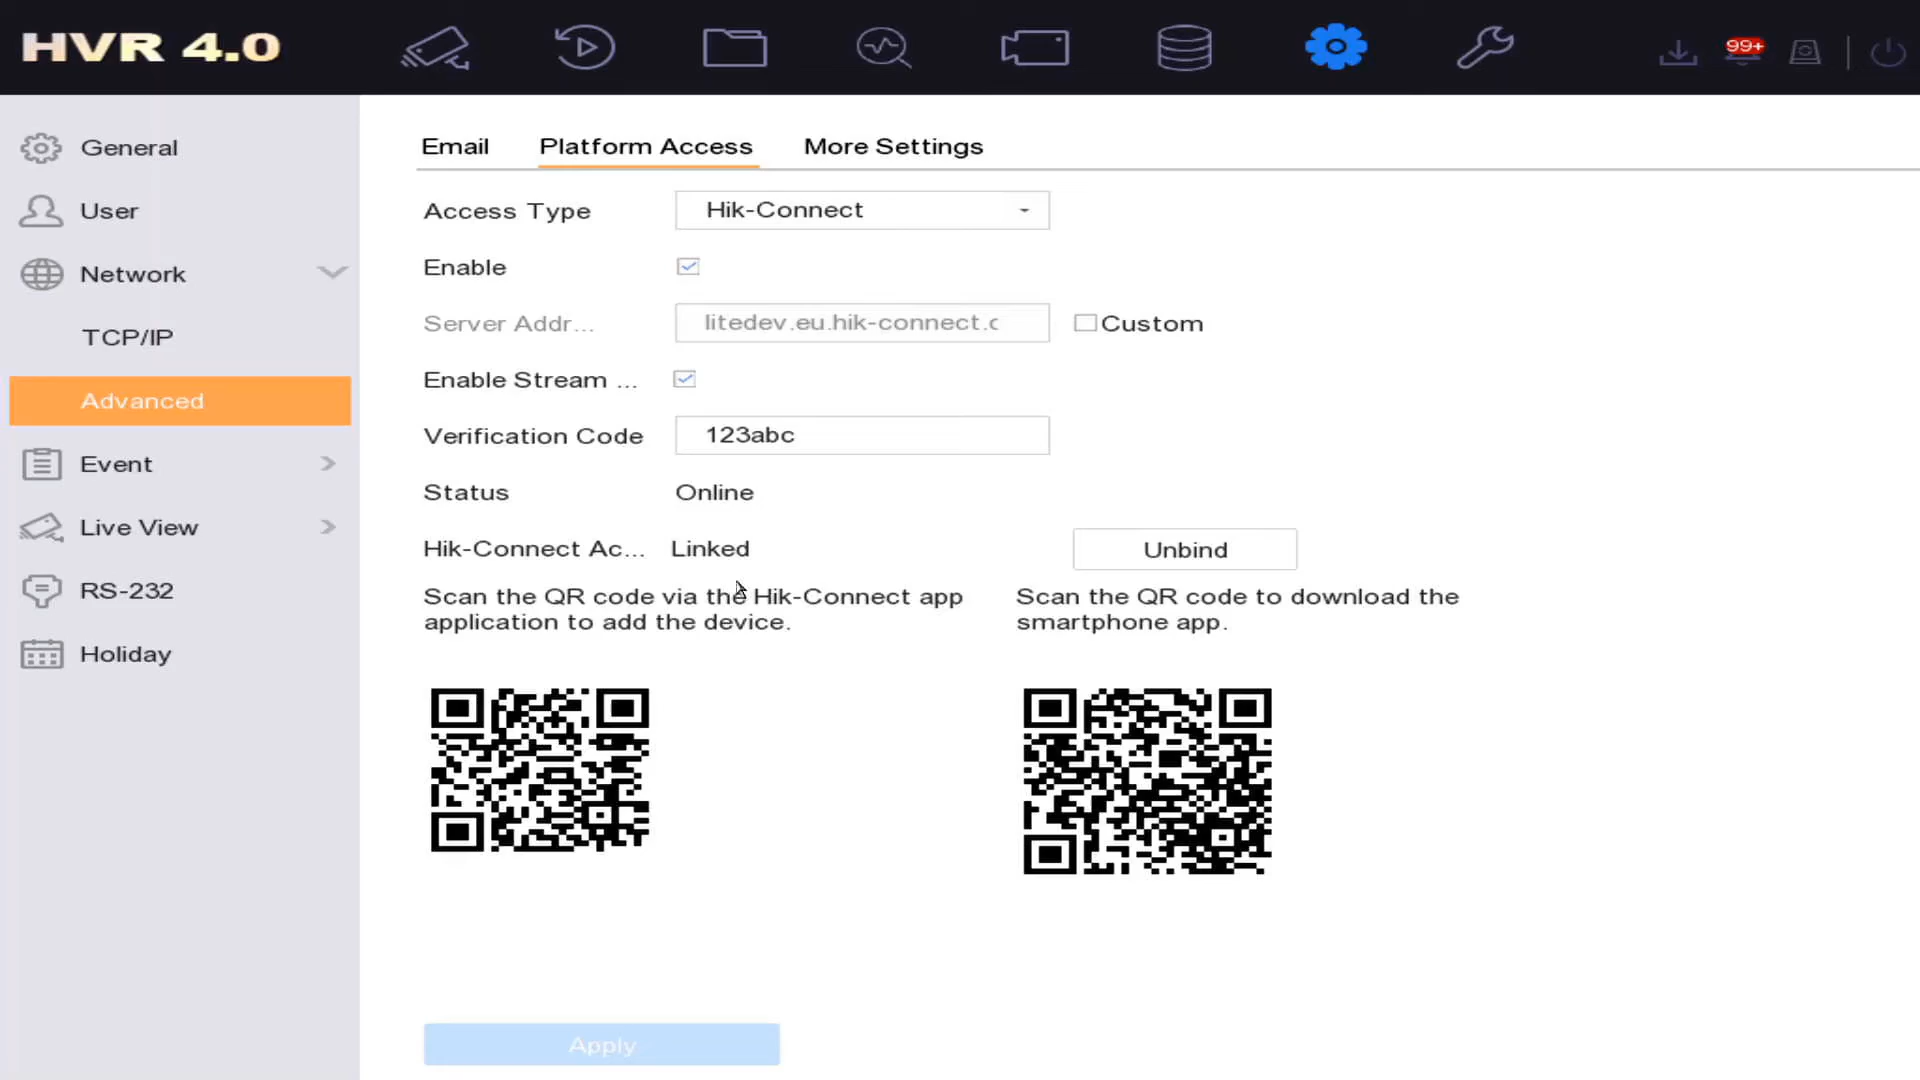 HVR 4.0
99+
General
User
Network
TCP/IP
Advanced
Event
Live View
RS-232
Holiday
Email Platform Access More Settings
Access Type Hik-Connect
Enable
Server Addr... litedev.eu.hik-connect.c Custom
Enable Stream ...
Verification Code 123abc
Status Online
Hik-Connect Ac... Linked Unbind
Scan the QR code via the Hik-Connect app
application to add the device.
Scan the QR code to download the
smartphone app.
Apply